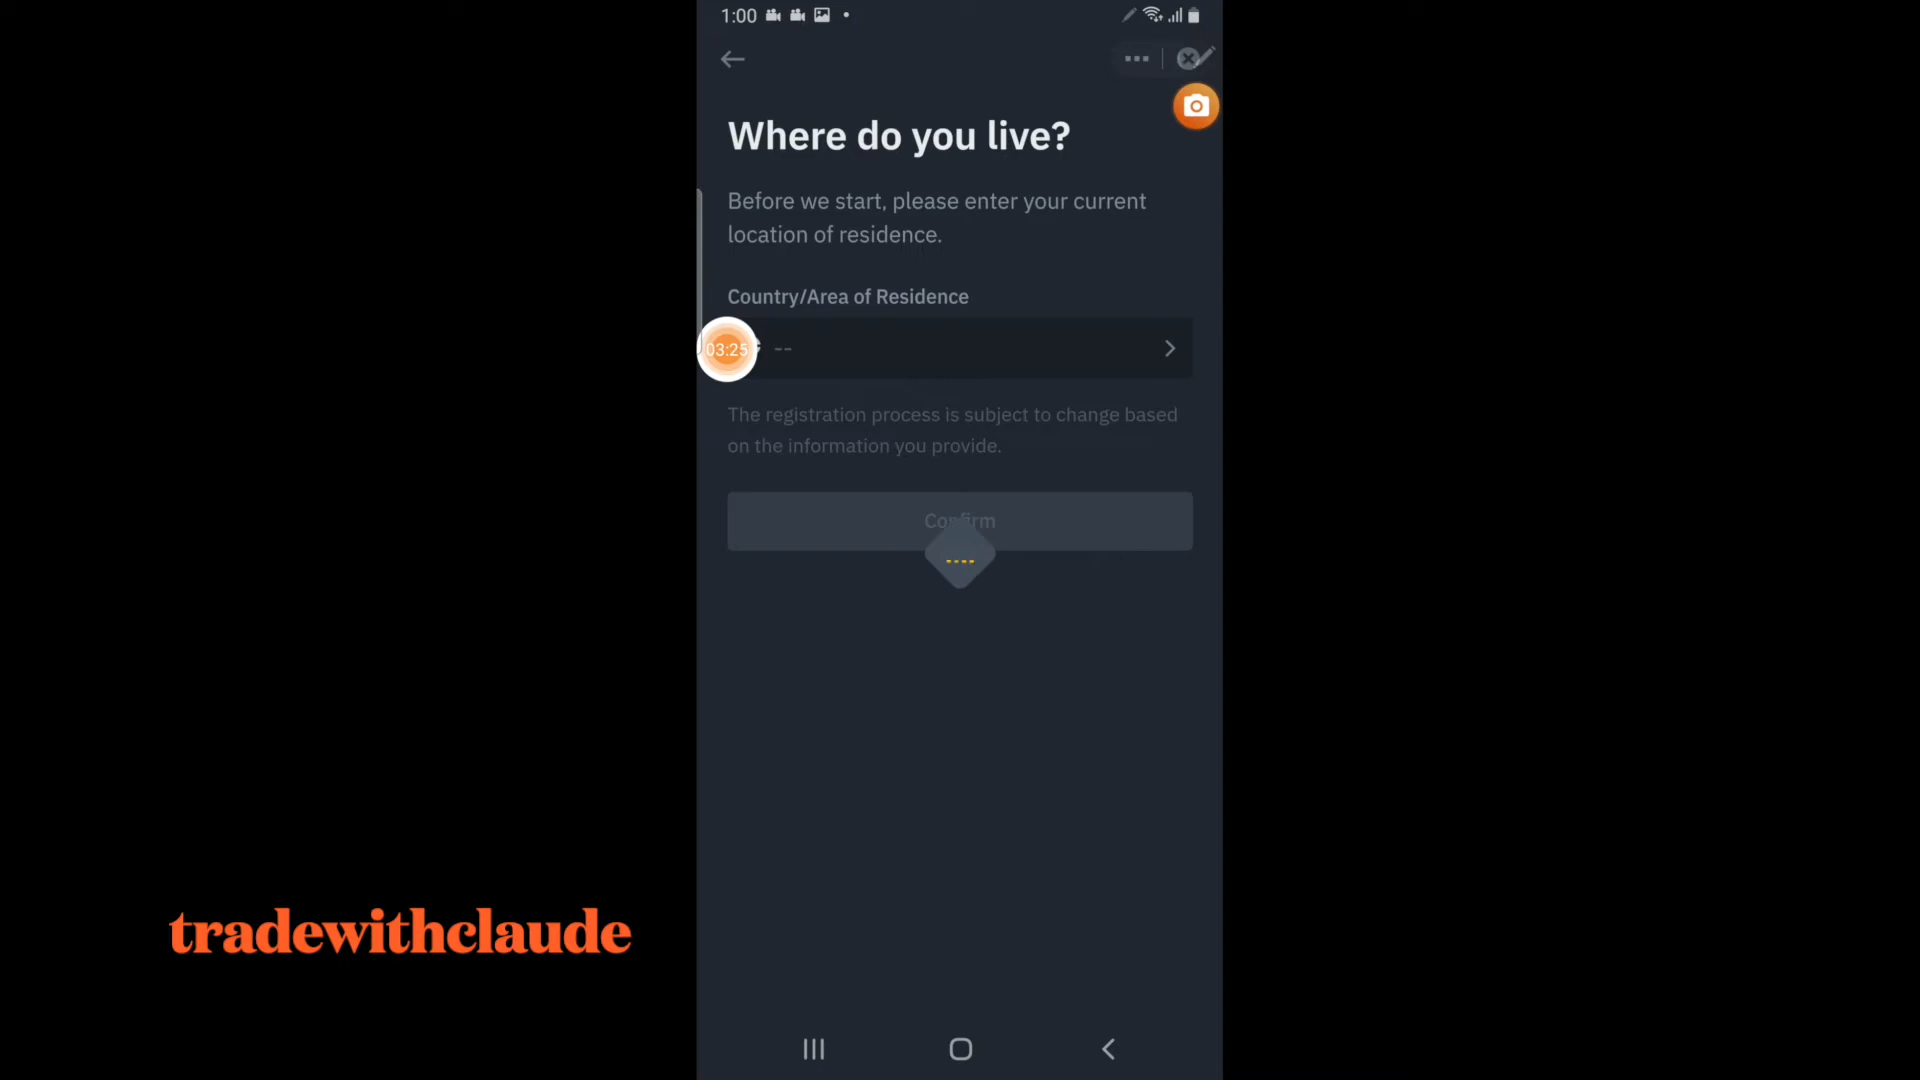 1:00
Where do you live?
Before we start, please enter your current
location of residence.
Country/Area of Residence
03:25
--
The registration process is subject to change based
on the information you provide.
Confirm
tradewithclaude